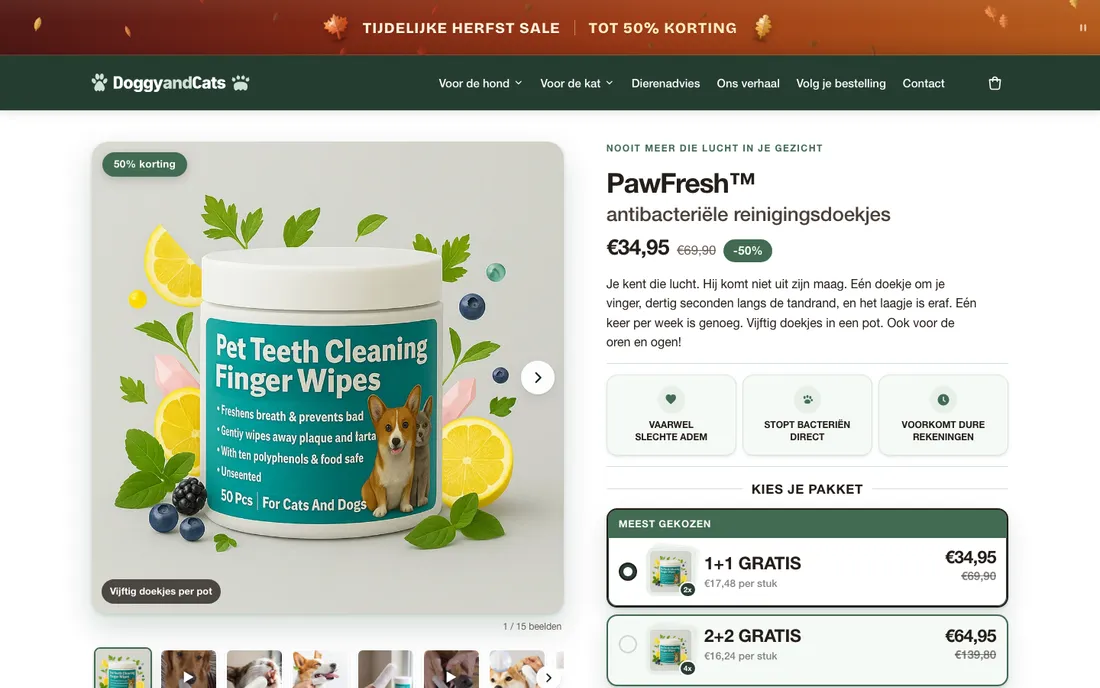 TIJDELIJKE HERFST SALE | TOT 50% KORTING
DoggyandCats
Voor de hond
Voor de kat
Dierenadvies
Ons verhaal
Volg je bestelling
Contact
50% korting
Pet Teeth Cleaning
Finger Wipes
• Freshens breath & prevents bad
• Gently wipes away plaque and farta
• With ten polyphenols & food safe
• Unseented
50 Pcs | For Cats And Dogs
Vijftig doekjes per pot
1 / 15 beelden
NOOIT MEER DIE LUCHT IN JE GEZICHT
PawFresh™
antibacteriële reinigingsdoekjes
€34,95 €69,90 -50%
Je kent die lucht. Hij komt niet uit zijn maag. Eén doekje om je
vinger, dertig seconden langs de tandrand, en het laagje is eraf. Eén
keer per week is genoeg. Vijftig doekjes in een pot. Ook voor de
oren en ogen!
VAARWEL
SLECHTE ADEM
STOPT BACTERIËN
DIRECT
VOORKOMT DURE
REKENINGEN
KIES JE PAKKET
MEEST GEKOZEN
2x
1+1 GRATIS
€17,48 per stuk
€34,95
€69,90
4x
2+2 GRATIS
€16,24 per stuk
€64,95
€139,80